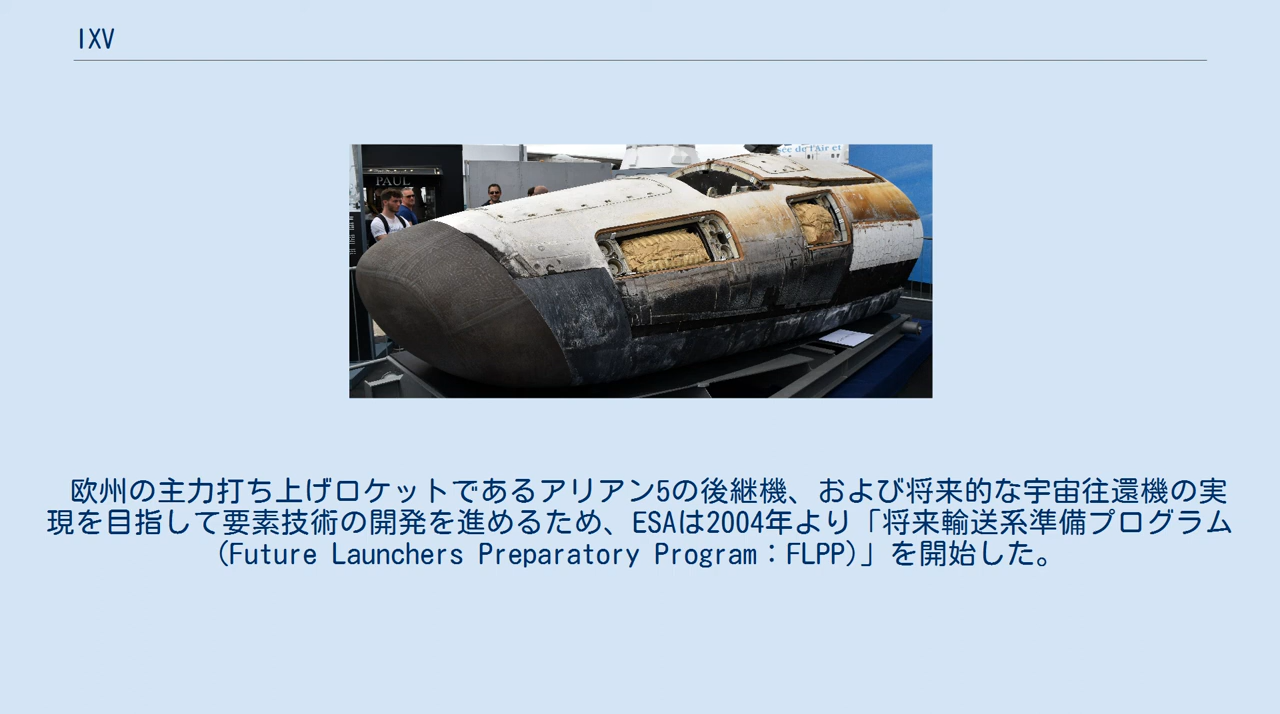 IXV
PAUL
ée de l'Air et
欧州の主力打ち上げロケットであるアリアン5の後継機、および将来的な宇宙往還機の実
現を目指して要素技術の開発を進めるため、ESAは2004年より「将来輸送系準備プログラム
(Future Launchers Preparatory Program：FLPP)」を開始した。